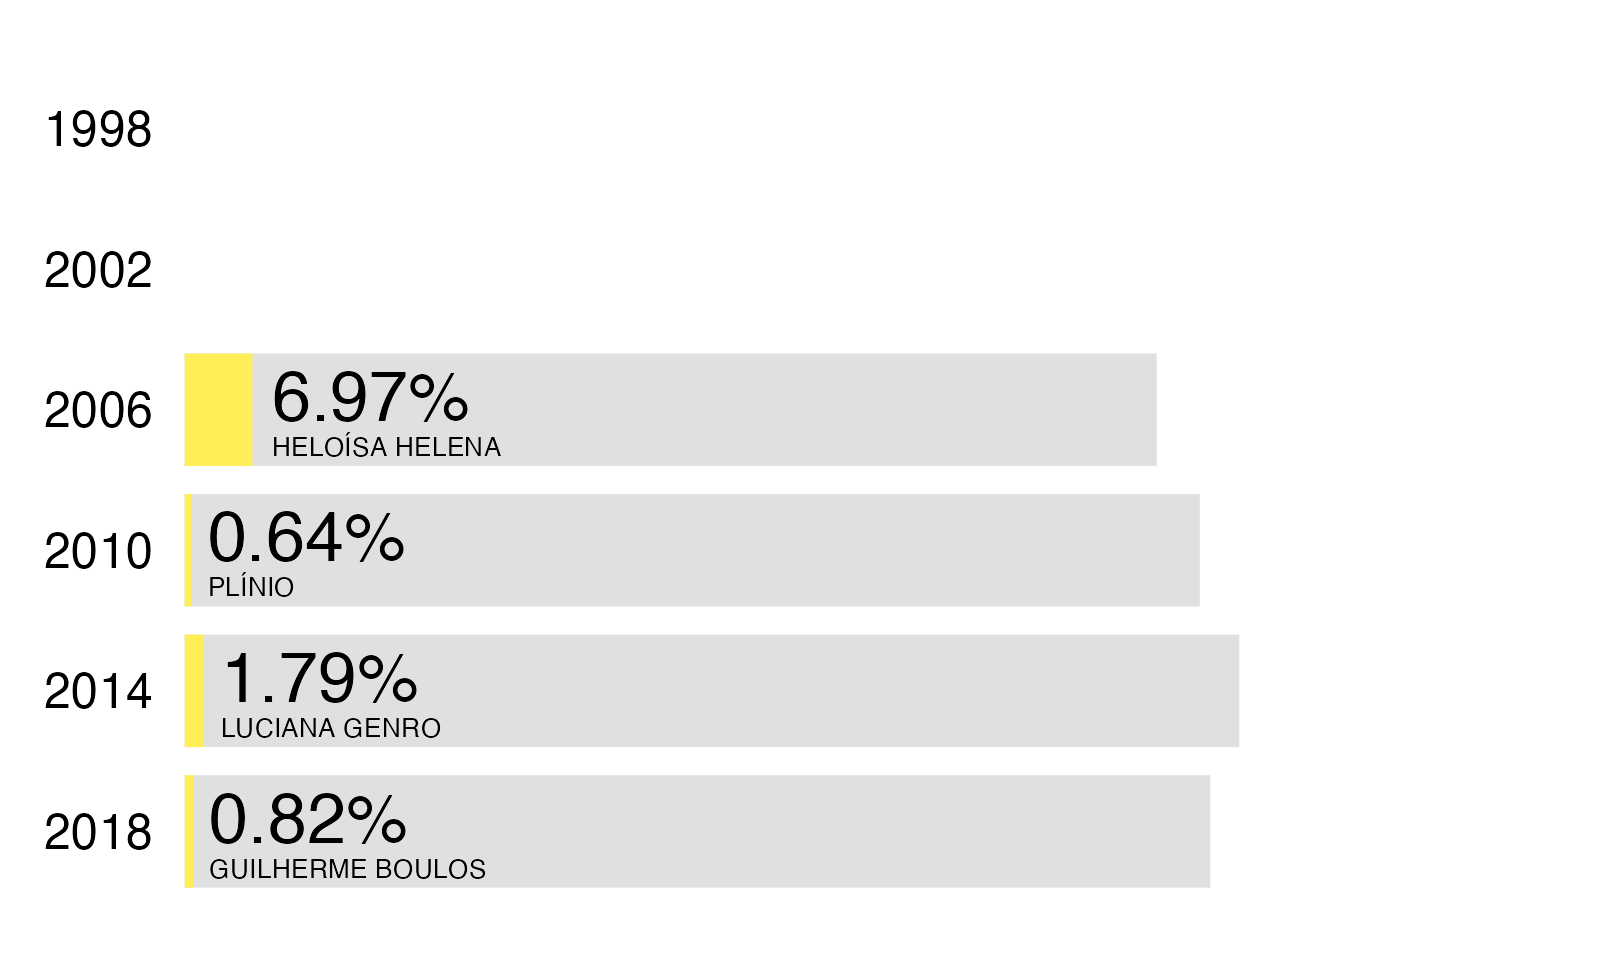 1998
2002
2006
6.97%
HELOÍSA HELENA
2010
0.64%
PLÍNIO
2014
1.79%
LUCIANA GENRO
2018
0.82%
GUILHERME BOULOS